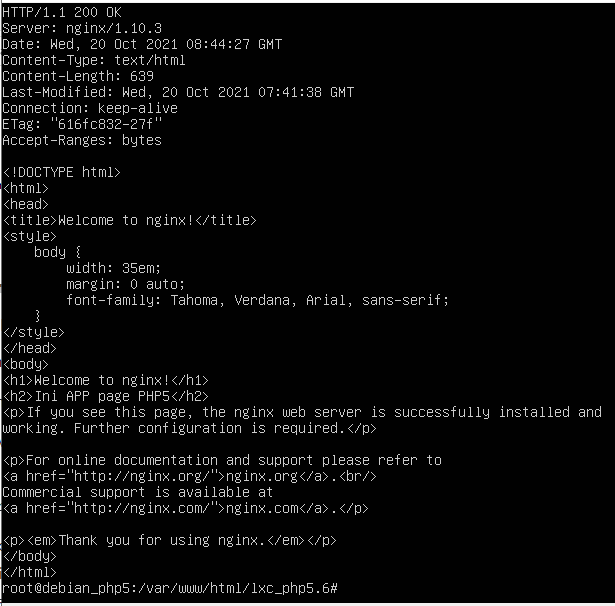 HTTP/1.1 200 OK
Server: nginx/1.10.3
Date: Wed, 20 Oct 2021 08:44:27 GMT
Content-Type: text/html
Content-Length: 639
Last-Modified: Wed, 20 Oct 2021 07:41:38 GMT
Connection: keep-alive
ETag: "616fc832-27f"
Accept-Ranges: bytes

<!DOCTYPE html>
<html>
<head>
<title>Welcome to nginx!</title>
<style>
    body {
        width: 35em;
        margin: 0 auto;
        font-family: Tahoma, Verdana, Arial, sans-serif;
    }
</style>
</head>
<body>
<h1>Welcome to nginx!</h1>
<h2>Ini APP page PHP5</h2>
<p>If you see this page, the nginx web server is successfully installed and
working. Further configuration is required.</p>

<p>For online documentation and support please refer to
<a href="http://nginx.org/">nginx.org</a>.<br/>
Commercial support is available at
<a href="http://nginx.com/">nginx.com</a>.</p>

<p><em>Thank you for using nginx.</em></p>
</body>
</html>
root@debian_php5:/var/www/html/lxc_php5.6#